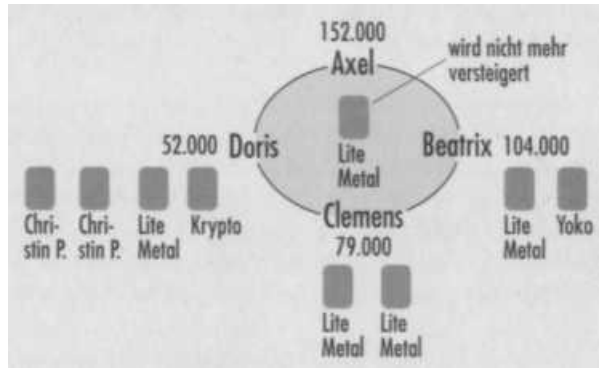 152.000
Axel
wird nicht mehr
versteigert
Lite
Metal
52.000 Doris
Beatrix 104.000
Chri-
stin P.
Chri-
stin P.
Lite
Metal
Krypto
Clemens
79.000
Lite
Metal
Yoko
Lite
Metal
Lite
Metal